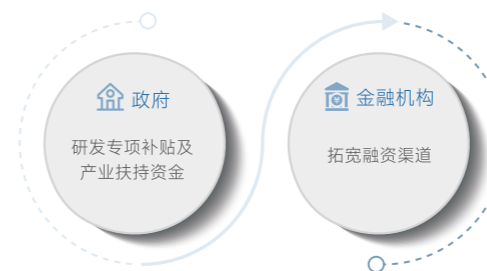 政府
研发专项补贴及
产业扶持资金
金融机构
拓宽融资渠道